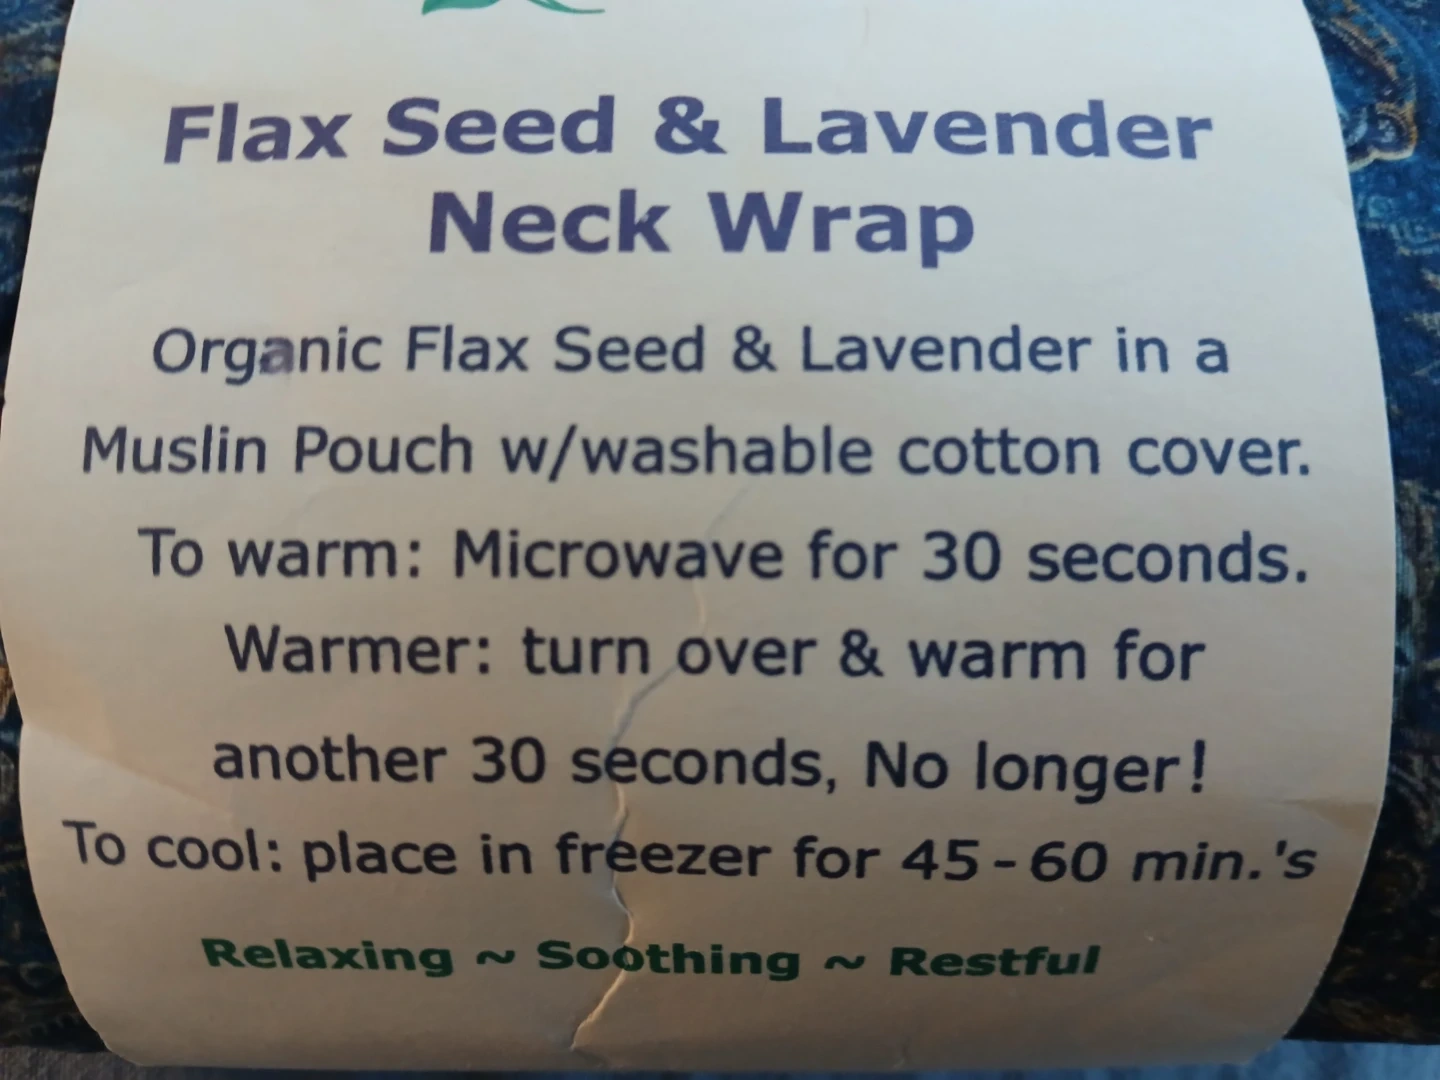 Flax Seed & Lavender
Neck Wrap
Organic Flax Seed & Lavender in a
Muslin Pouch w/washable cotton cover.
To warm: Microwave for 30 seconds.
Warmer: turn over & warm for
another 30 seconds, No longer!
To cool: place in freezer for 45-60 min.'s
Relaxing ~ Soothing ~ Restful